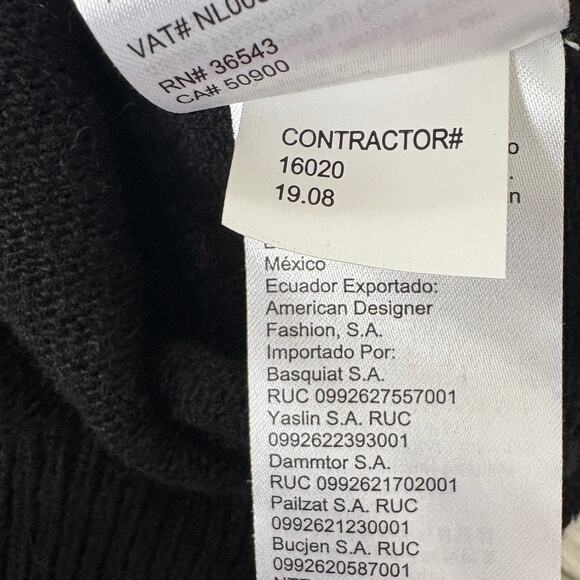 VAT# NL00
RN# 36543
CA# 50900
CONTRACTOR#
16020
19.08
México
Ecuador Exportado:
American Designer
Fashion, S.A.
Importado Por:
Basquiat S.A.
RUC 0992627557001
Yaslin S.A. RUC
0992622393001
Dammtor S.A.
RUC 0992621702001
Pailzat S.A. RUC
0992621230001
Bucjen S.A. RUC
0992620587001